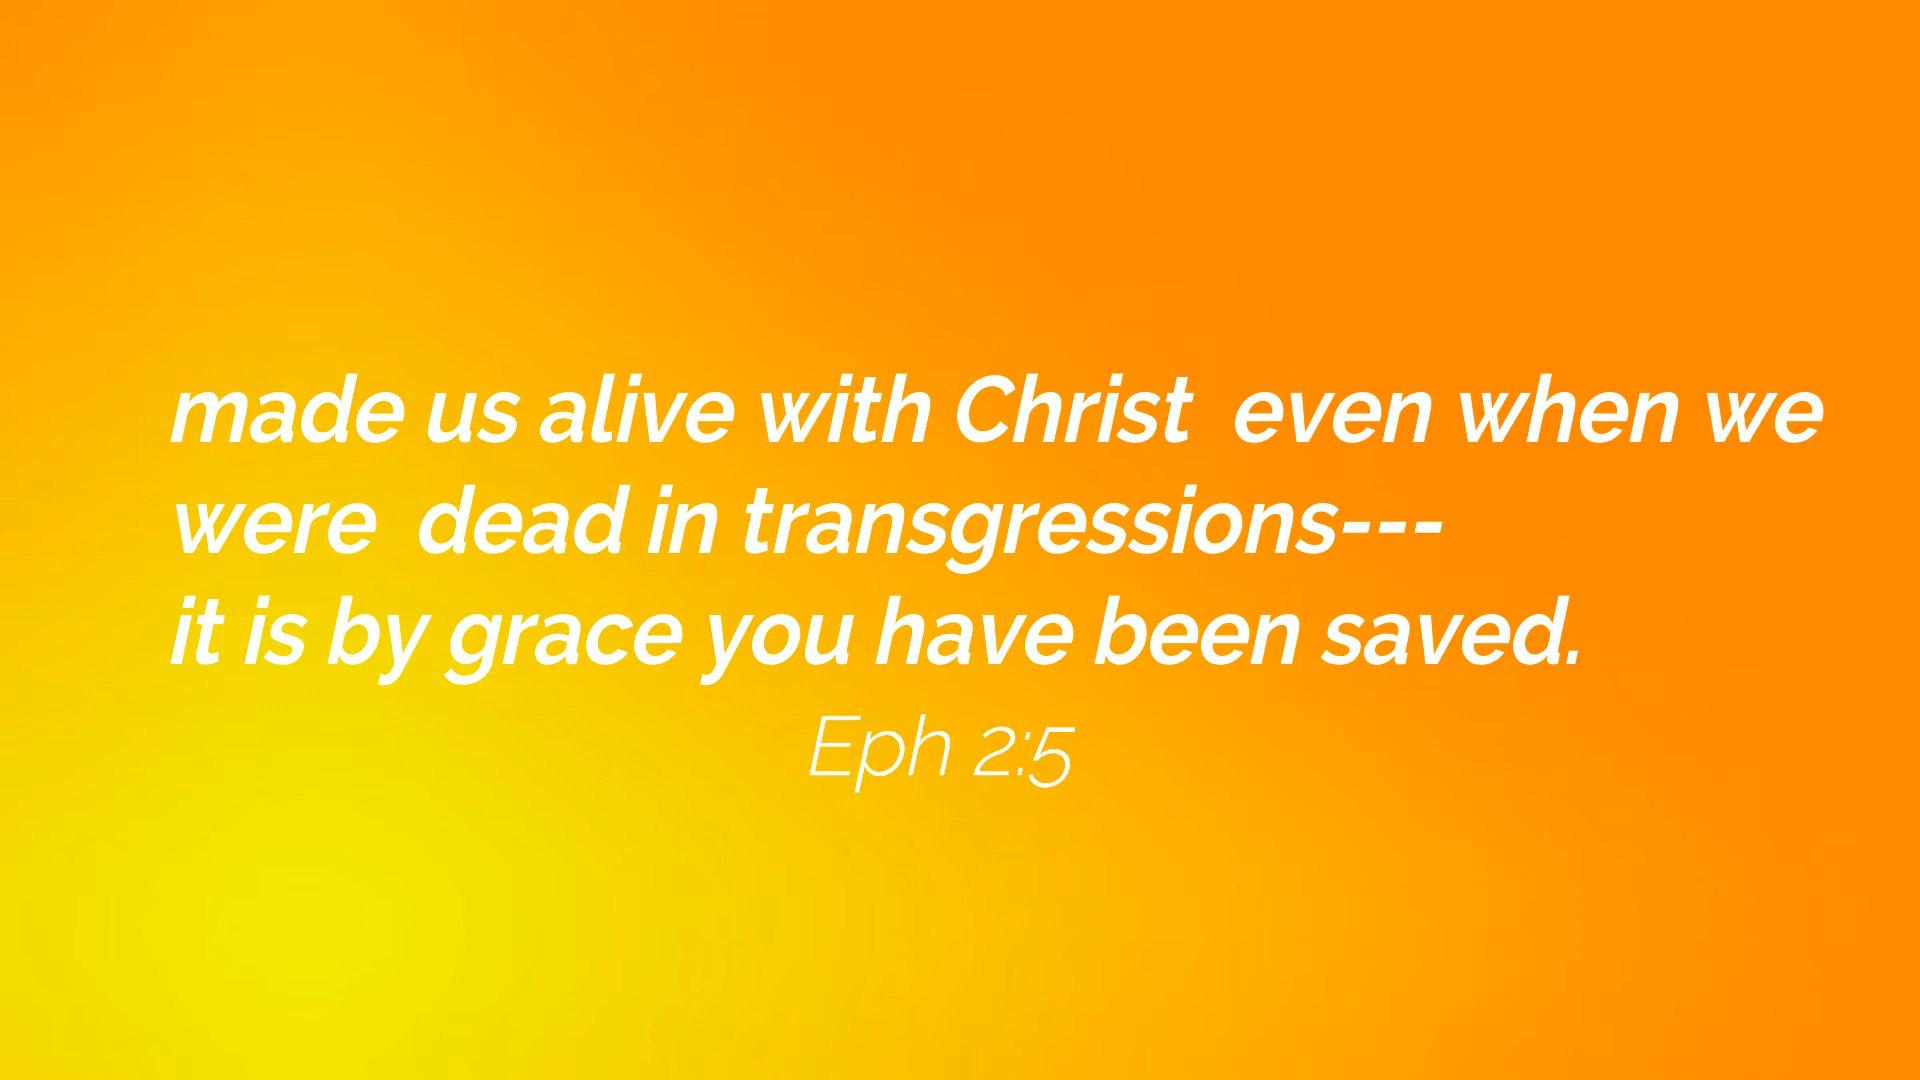 made us alive with Christ  even when we
were  dead in transgressions---
it is by grace you have been saved.
Eph 2:5